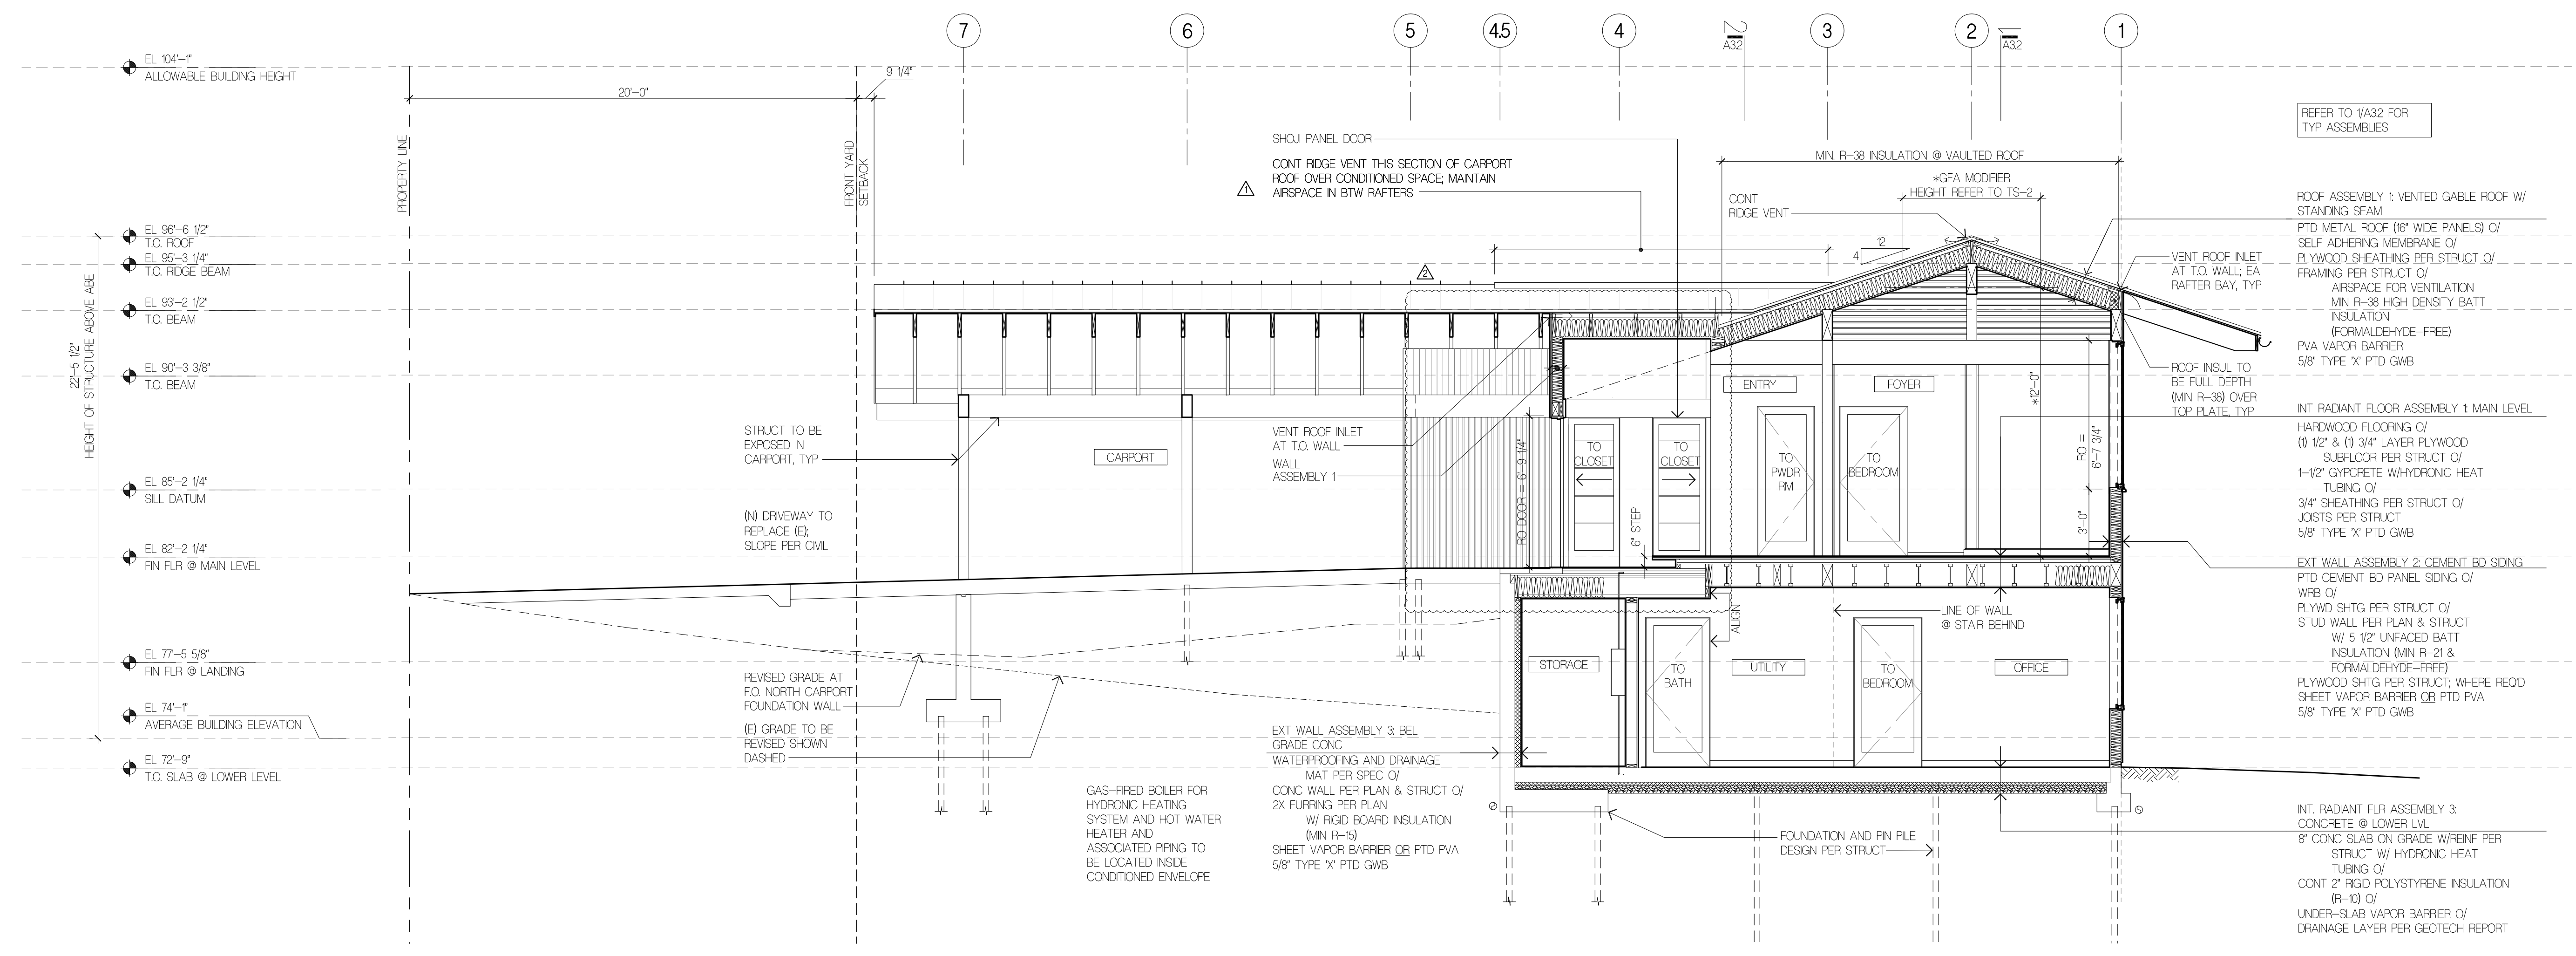 7
6
5
4.5
4
2
A3.2
3
2
1
A3.2
1
EL 104'-1"
ALLOWABLE BUILDING HEIGHT
EL 96'-6 1/2"
T.O. ROOF
EL 95'-3 1/4"
T.O. RIDGE BEAM
EL 93'-2 1/2"
T.O. BEAM
EL 90'-3 3/8"
T.O. BEAM
EL 85'-2 1/4"
SILL DATUM
EL 82'-2 1/4"
FIN FLR @ MAIN LEVEL
EL 77'-5 5/8"
FIN FLR @ LANDING
EL 74'-1"
AVERAGE BUILDING ELEVATION
EL 72'-9"
T.O. SLAB @ LOWER LEVEL
22'-5 1/2"
HEIGHT OF STRUCTURE ABOVE ABE
20'-0"
9 1/4"
PROPERTY LINE
FRONT YARD
SETBACK
STRUCT TO BE
EXPOSED IN
CARPORT, TYP
CARPORT
(N) DRIVEWAY TO
REPLACE (E);
SLOPE PER CIVIL
REVISED GRADE AT
F.O. NORTH CARPORT
FOUNDATION WALL
(E) GRADE TO BE
REVISED SHOWN
DASHED
GAS-FIRED BOILER FOR
HYDRONIC HEATING
SYSTEM AND HOT WATER
HEATER AND
ASSOCIATED PIPING TO
BE LOCATED INSIDE
CONDITIONED ENVELOPE
SHOJI PANEL DOOR
CONT RIDGE VENT THIS SECTION OF CARPORT
ROOF OVER CONDITIONED SPACE; MAINTAIN
AIRSPACE IN BTW RAFTERS
1
2
VENT ROOF INLET
AT T.O. WALL
WALL
ASSEMBLY 1
EXT WALL ASSEMBLY 3: BEL
GRADE CONC
WATERPROOFING AND DRAINAGE
MAT PER SPEC O/
CONC WALL PER PLAN & STRUCT O/
2X FURRING PER PLAN
W/ RIGID BOARD INSULATION
(MIN R-15)
SHEET VAPOR BARRIER OR PTD PVA
5/8" TYPE 'X' PTD GWB
RO DOOR = 6'-9 1/4"
TO
CLOSET
TO
CLOSET
6" STEP
MIN. R-38 INSULATION @ VAULTED ROOF
*GFA MODIFIER
HEIGHT REFER TO TS-2
CONT
RIDGE VENT
12
4
ENTRY
FOYER
TO
PWDR
RM
TO
BEDROOM
*12'-0"
RO =
6'-7 3/4"
3'-0"
ALIGN
LINE OF WALL
@ STAIR BEHIND
STORAGE
TO
BATH
UTILITY
TO
BEDROOM
OFFICE
FOUNDATION AND PIN PILE
DESIGN PER STRUCT
VENT ROOF INLET
AT T.O. WALL; EA
RAFTER BAY, TYP
ROOF INSUL TO
BE FULL DEPTH
(MIN R-38) OVER
TOP PLATE, TYP
REFER TO 1/A3.2 FOR
TYP ASSEMBLIES
ROOF ASSEMBLY 1: VENTED GABLE ROOF W/
STANDING SEAM
PTD METAL ROOF (16" WIDE PANELS) O/
SELF ADHERING MEMBRANE O/
PLYWOOD SHEATHING PER STRUCT O/
FRAMING PER STRUCT O/
AIRSPACE FOR VENTILATION
MIN R-38 HIGH DENSITY BATT
INSULATION
(FORMALDEHYDE-FREE)
PVA VAPOR BARRIER
5/8" TYPE 'X' PTD GWB
INT RADIANT FLOOR ASSEMBLY 1: MAIN LEVEL
HARDWOOD FLOORING O/
(1) 1/2" & (1) 3/4" LAYER PLYWOOD
SUBFLOOR PER STRUCT O/
1-1/2" GYPCRETE W/HYDRONIC HEAT
TUBING O/
3/4" SHEATHING PER STRUCT O/
JOISTS PER STRUCT
5/8" TYPE 'X' PTD GWB
EXT WALL ASSEMBLY 2: CEMENT BD SIDING
PTD CEMENT BD PANEL SIDING O/
WRB O/
PLYWD SHTG PER STRUCT O/
STUD WALL PER PLAN & STRUCT
W/ 5 1/2" UNFACED BATT
INSULATION (MIN R-21 &
FORMALDEHYDE-FREE)
PLYWOOD SHTG PER STRUCT; WHERE REQ'D
SHEET VAPOR BARRIER OR PTD PVA
5/8" TYPE 'X' PTD GWB
INT. RADIANT FLR ASSEMBLY 3:
CONCRETE @ LOWER LVL
8" CONC SLAB ON GRADE W/REINF PER
STRUCT W/ HYDRONIC HEAT
TUBING O/
CONT 2" RIGID POLYSTYRENE INSULATION
(R-10) O/
UNDER-SLAB VAPOR BARRIER O/
DRAINAGE LAYER PER GEOTECH REPORT